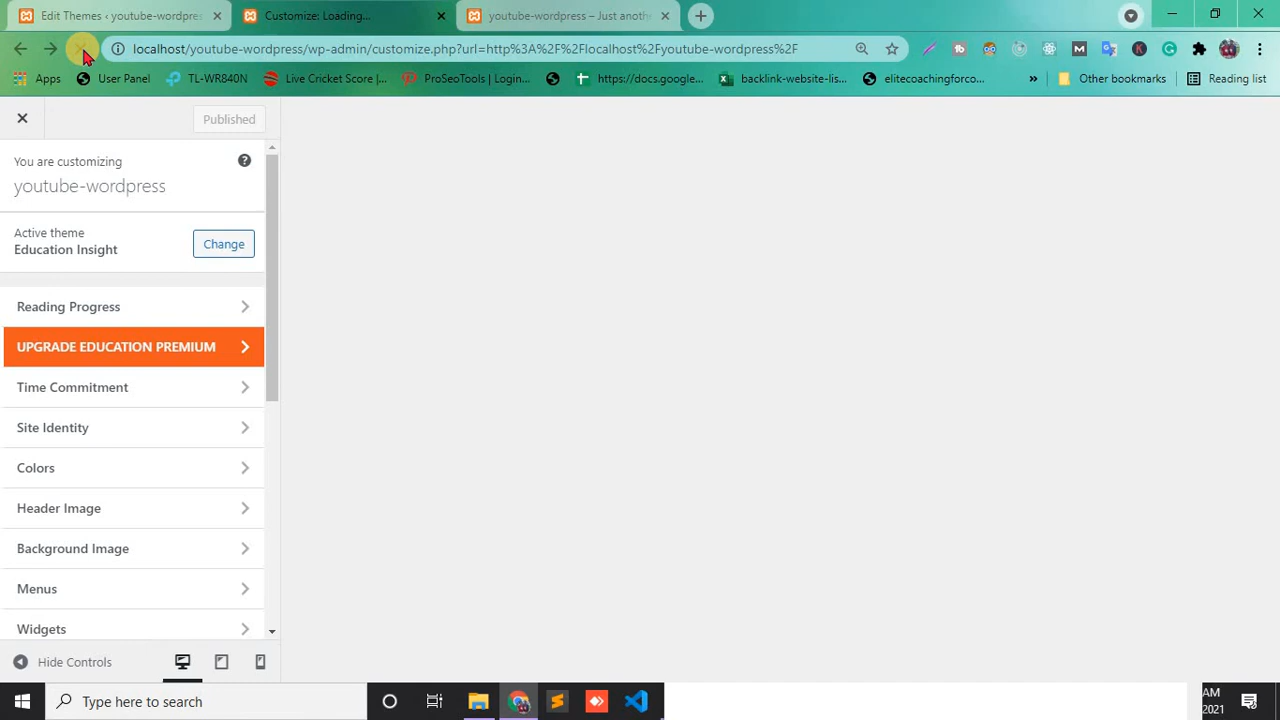 Edit Themes ‹ youtube-wordpres
Customize: Loading...
youtube-wordpress – Just anoth
localhost/youtube-wordpress/wp-admin/customize.php?url=http%3A%2F%2Flocalhost%2Fyoutube-wordpress%2F
Apps
User Panel
TL-WR840N
Live Cricket Score |...
ProSeoTools | Login...
https://docs.google...
backlink-website-lis...
elitecoachingforco...
»
Other bookmarks
Reading list
Published
You are customizing
youtube-wordpress
Active theme
Education Insight
Change
Reading Progress
UPGRADE EDUCATION PREMIUM
Time Commitment
Site Identity
Colors
Header Image
Background Image
Menus
Widgets
Hide Controls
Type here to search
AM
2021